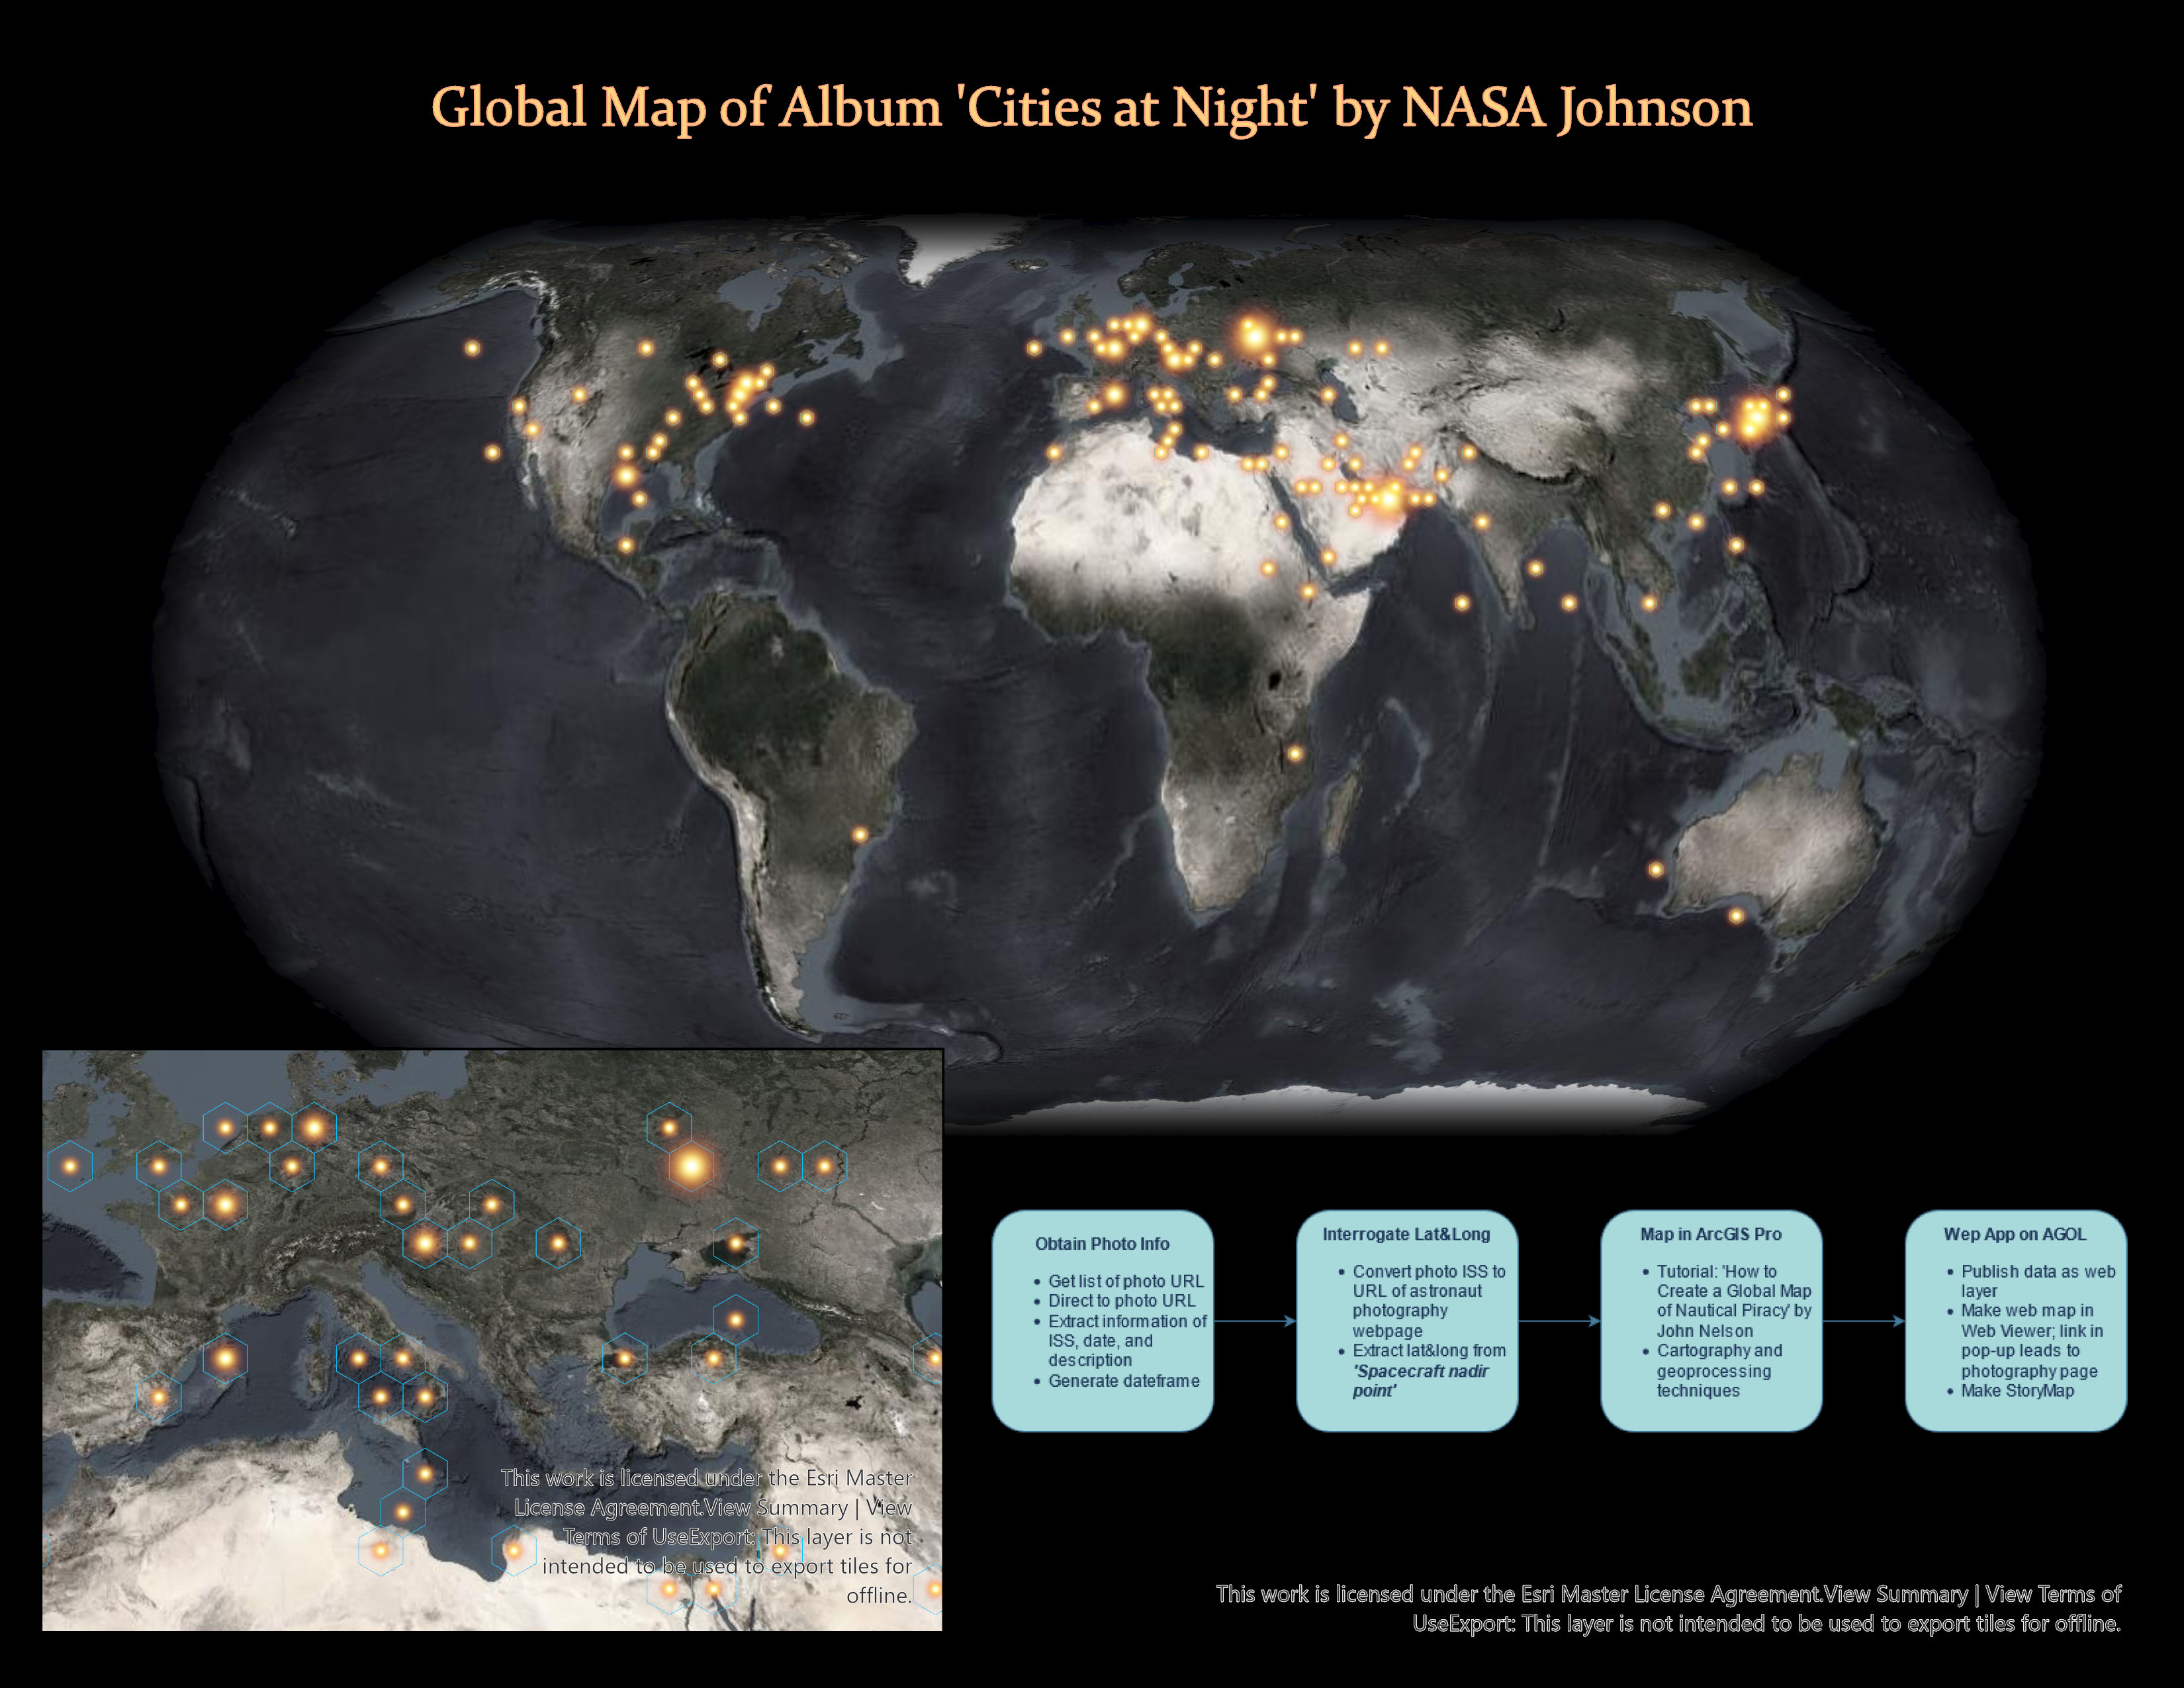 Global Map of Album 'Cities at Night' by NASA Johnson
Obtain Photo Info
• Get list of photo URL
• Direct to photo URL
• Extract information of
ISS, date, and
description
• Generate dateframe
Interrogate Lat&Long
• Convert photo ISS to
URL of astronaut
photography
webpage
• Extract lat&long from
'Spacecraft nadir
point'
Map in ArcGIS Pro
• Tutorial: 'How to
Create a Global Map
of Nautical Piracy' by
John Nelson
• Cartography and
geoprocessing
techniques
Wep App on AGOL
• Publish data as web
layer
• Make web map in
Web Viewer; link in
pop-up leads to
photography page
• Make StoryMap
This work is licensed under the Esri Master
License Agreement.View Summary | View
Terms of UseExport: This layer is not
intended to be used to export tiles for
offline.
This work is licensed under the Esri Master License Agreement.View Summary | View Terms of
UseExport: This layer is not intended to be used to export tiles for offline.